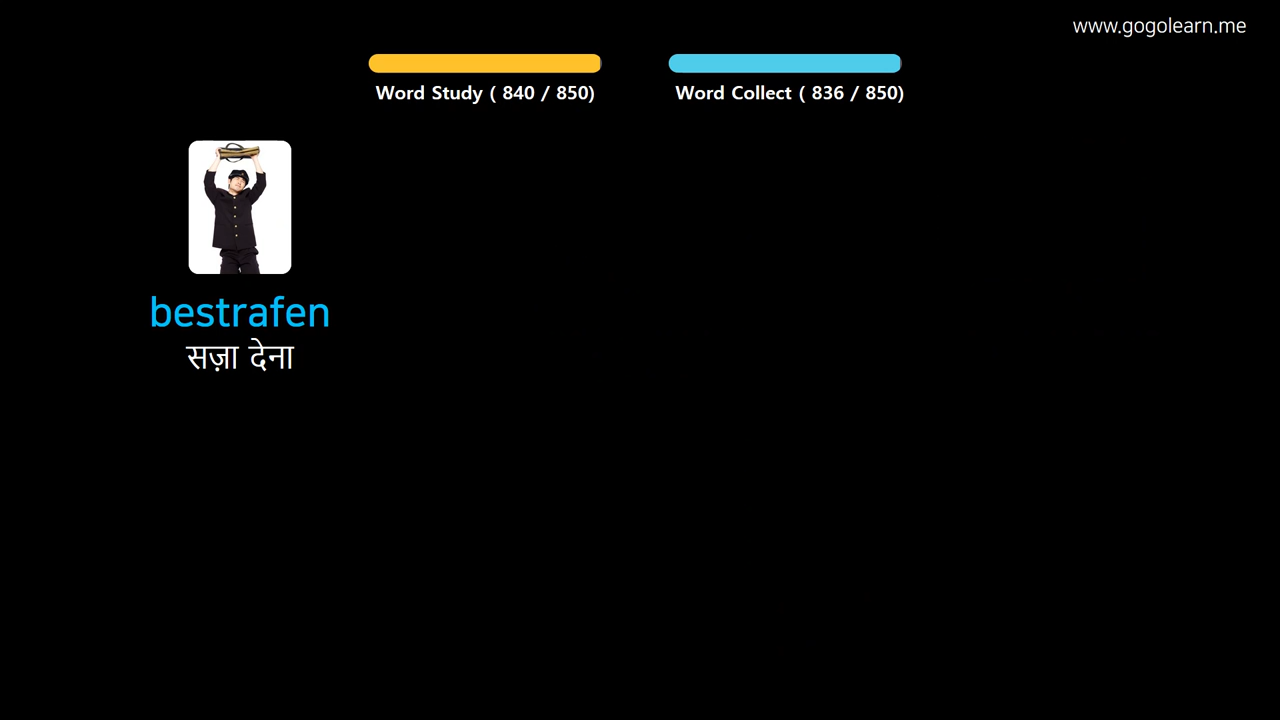 www.gogolearn.me
Word Study ( 840 / 850)
Word Collect ( 836 / 850)
bestrafen
सज़ा देना